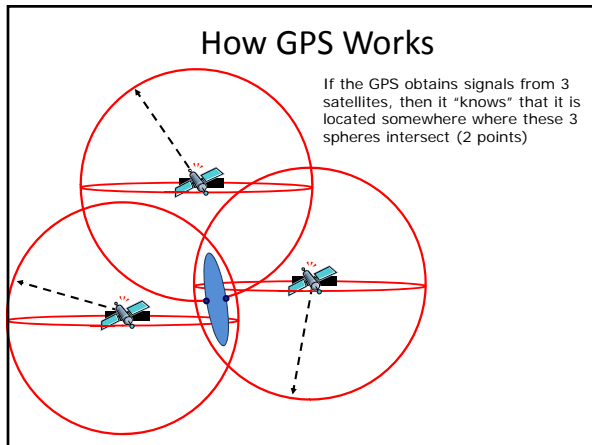 How GPS Works
If the GPS obtains signals from 3
satellites, then it “knows” that it is
located somewhere where these 3
spheres intersect (2 points)